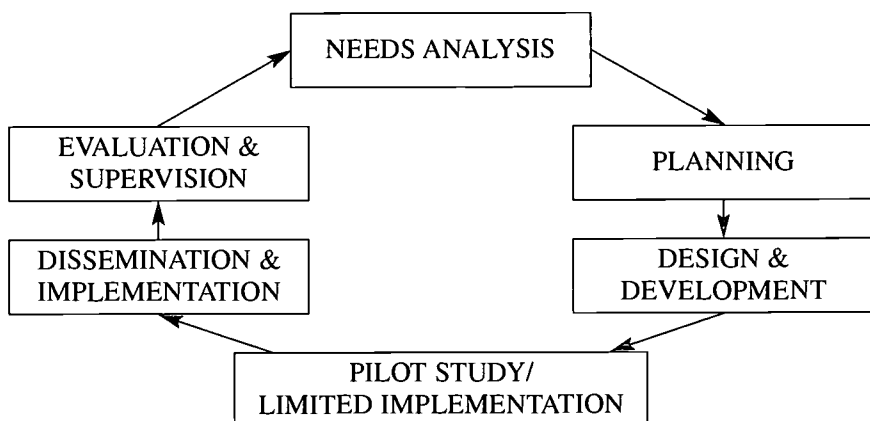 NEEDS ANALYSIS
PLANNING
DESIGN &
DEVELOPMENT
PILOT STUDY/
LIMITED IMPLEMENTATION
DISSEMINATION &
IMPLEMENTATION
EVALUATION &
SUPERVISION